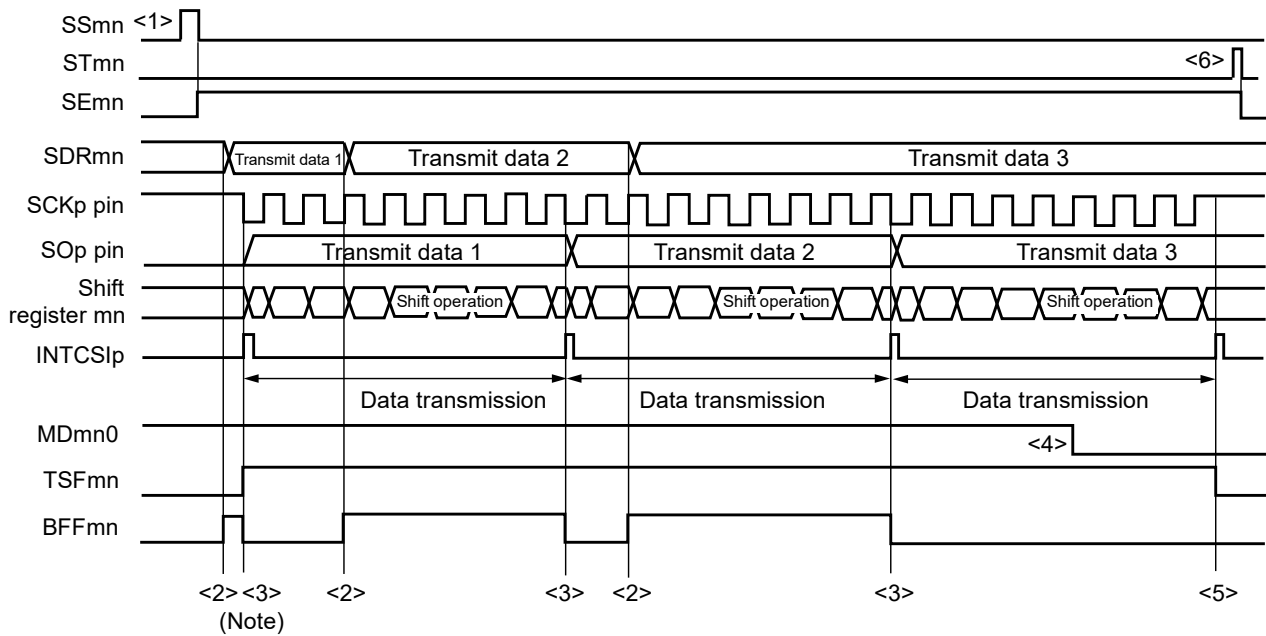 SSmn <1>
STmn <6>
SEmn
SDRmn Transmit data 1 Transmit data 2 Transmit data 3
SCKp pin
SOp pin Transmit data 1 Transmit data 2 Transmit data 3
Shift
register mn Shift operation Shift operation Shift operation
INTCSIp
Data transmission Data transmission Data transmission
MDmn0 <4>
TSFmn
BFFmn
<2> <3> <2> <3> <2> <3> <5>
(Note)